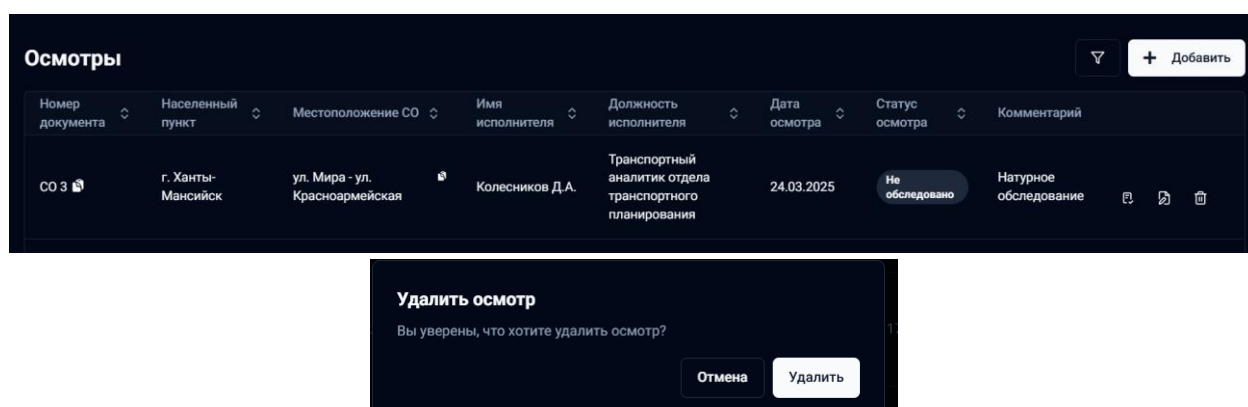 Осмотры
Добавить
Номер документа
Населенный пункт
Местоположение СО
Имя исполнителя
Должность исполнителя
Дата осмотра
Статус осмотра
Комментарий
СО 3
г. Ханты-
Мансийск
ул. Мира - ул.
Красноармейская
Колесников Д.А.
Транспортный
аналитик отдела
транспортного
планирования
24.03.2025
Не
обследовано
Натурное
обследование
Удалить осмотр
Вы уверены, что хотите удалить осмотр?
Отмена
Удалить